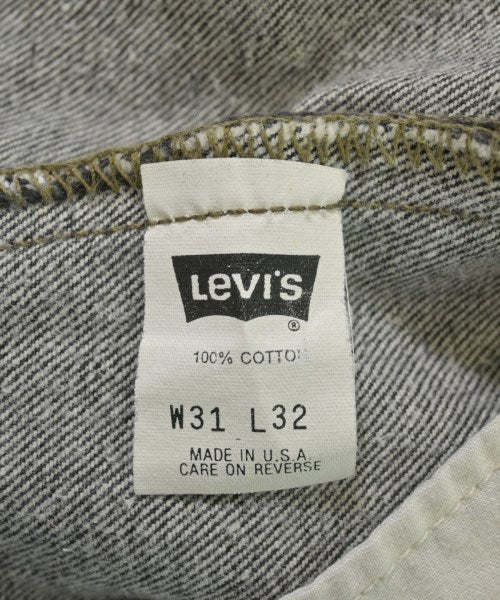 Levi's
®
100% COTTON
W31 L32
MADE IN U.S.A.
CARE ON REVERSE